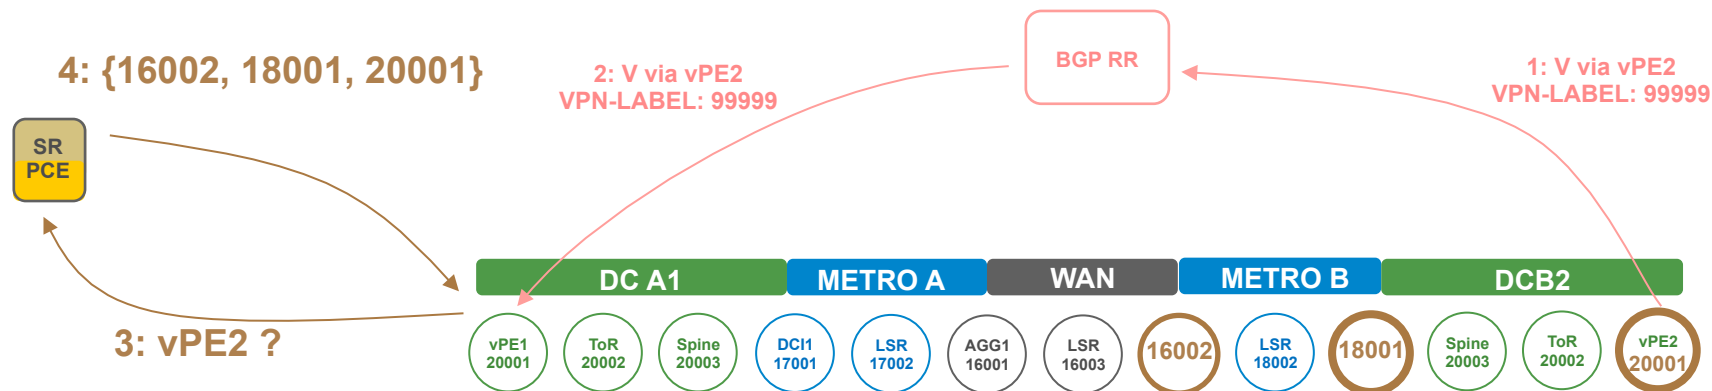 4: {16002, 18001, 20001}
SR
PCE
3: vPE2 ?
2: V via vPE2
VPN-LABEL: 99999
BGP RR
1: V via vPE2
VPN-LABEL: 99999
DC A1
METRO A
WAN
METRO B
DCB2
vPE1
20001
ToR
20002
Spine
20003
DCI1
17001
LSR
17002
AGG1
16001
LSR
16003
16002
LSR
18002
18001
Spine
20003
ToR
20002
vPE2
20001